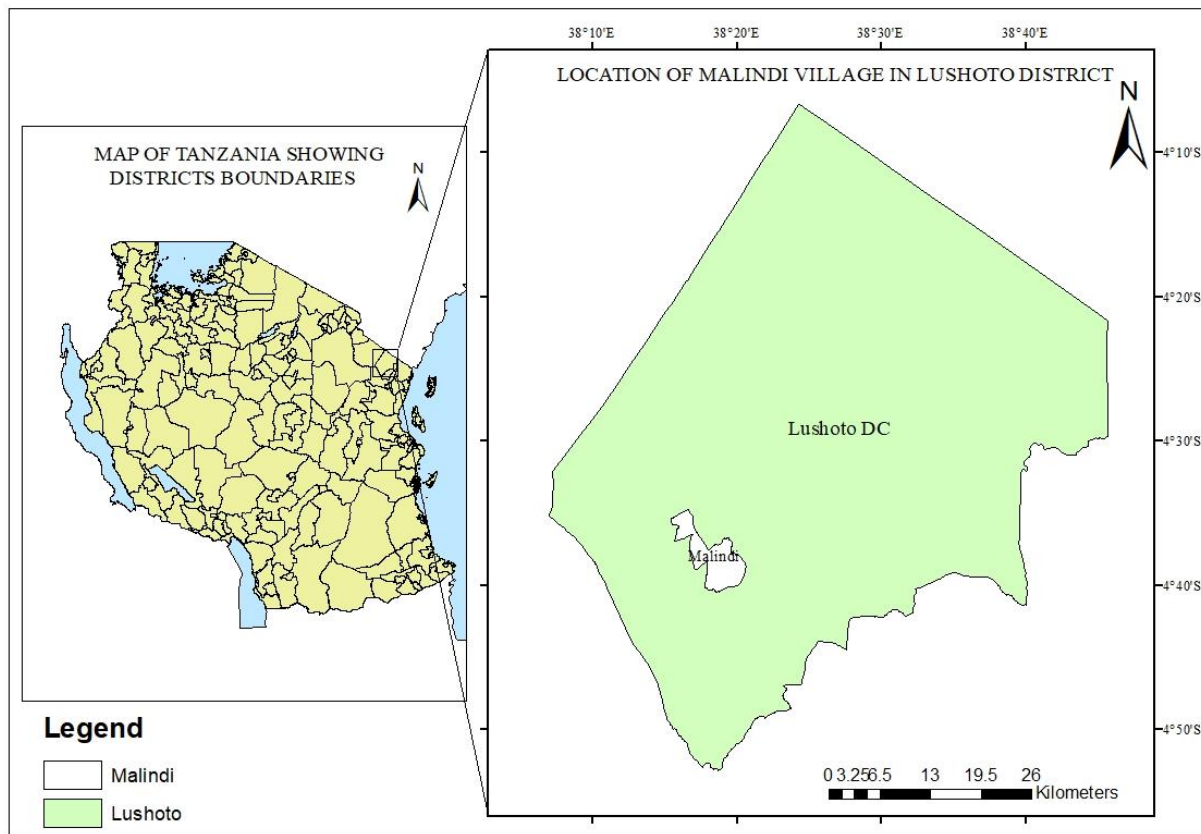 MAP OF TANZANIA SHOWING
DISTRICTS BOUNDARIES
N
Legend
Malindi
Lushoto
38°10'E 38°20'E 38°30'E 38°40'E
LOCATION OF MALINDI VILLAGE IN LUSHOTO DISTRICT
N
4°10'S
4°20'S
Lushoto DC
4°30'S
Malindi
4°40'S
4°50'S
0 3.25 6.5 13 19.5 26
Kilometers